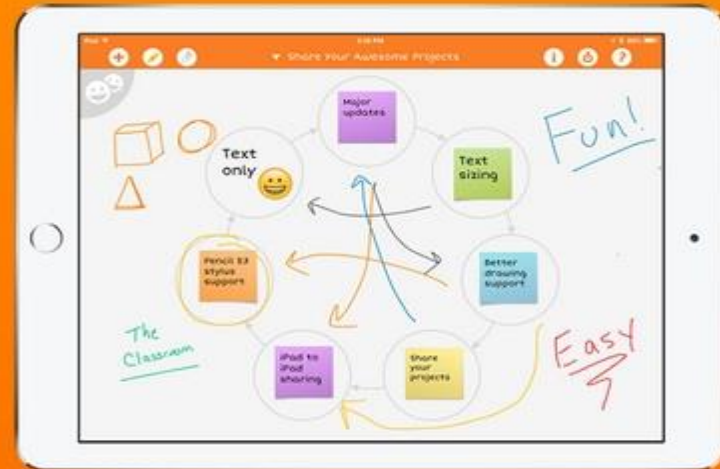 iPad
▼ Share Your Awesome Projects
Major
updates
Text
only
Text
sizing
Fun!
Pencil 53
stylus
support
Better
drawing
support
The
Classroom
iPad to
iPad
sharing
Share
your
projects
Easy